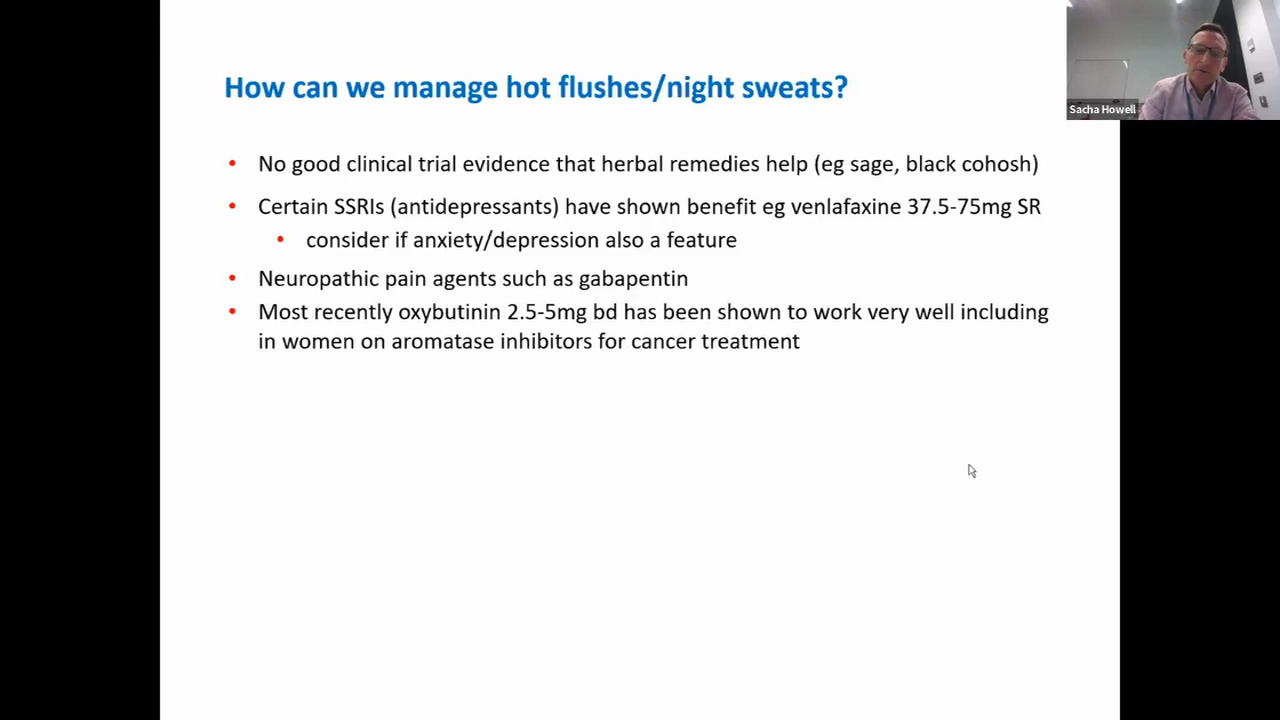 How can we manage hot flushes/night sweats?
Sacha Howell
• No good clinical trial evidence that herbal remedies help (eg sage, black cohosh)
• Certain SSRIs (antidepressants) have shown benefit eg venlafaxine 37.5-75mg SR
• consider if anxiety/depression also a feature
• Neuropathic pain agents such as gabapentin
• Most recently oxybutinin 2.5-5mg bd has been shown to work very well including
in women on aromatase inhibitors for cancer treatment